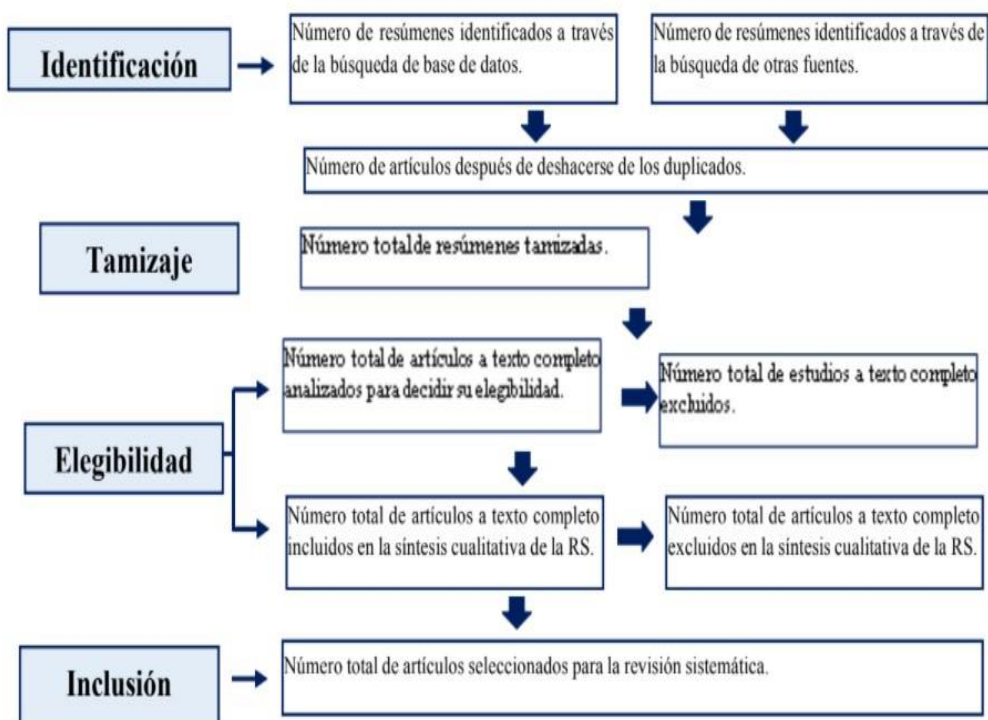 Identificación
Número de resúmenes identificados a través
de la búsqueda de base de datos.
Número de resúmenes identificados a través de
la búsqueda de otras fuentes.
Número de artículos después de deshacerse de los duplicados.
Tamizaje
Número total de resúmenes tamizadas.
Elegibilidad
Número total de artículos a texto completo
analizados para decidir su elegibilidad.
Número total de estudios a texto completo
excluidos.
Número total de artículos a texto completo
incluidos en la síntesis cualitativa de la RS.
Número total de artículos a texto completo
excluidos en la síntesis cualitativa de la RS.
Inclusión
Número total de artículos seleccionados para la revisión sistemática.